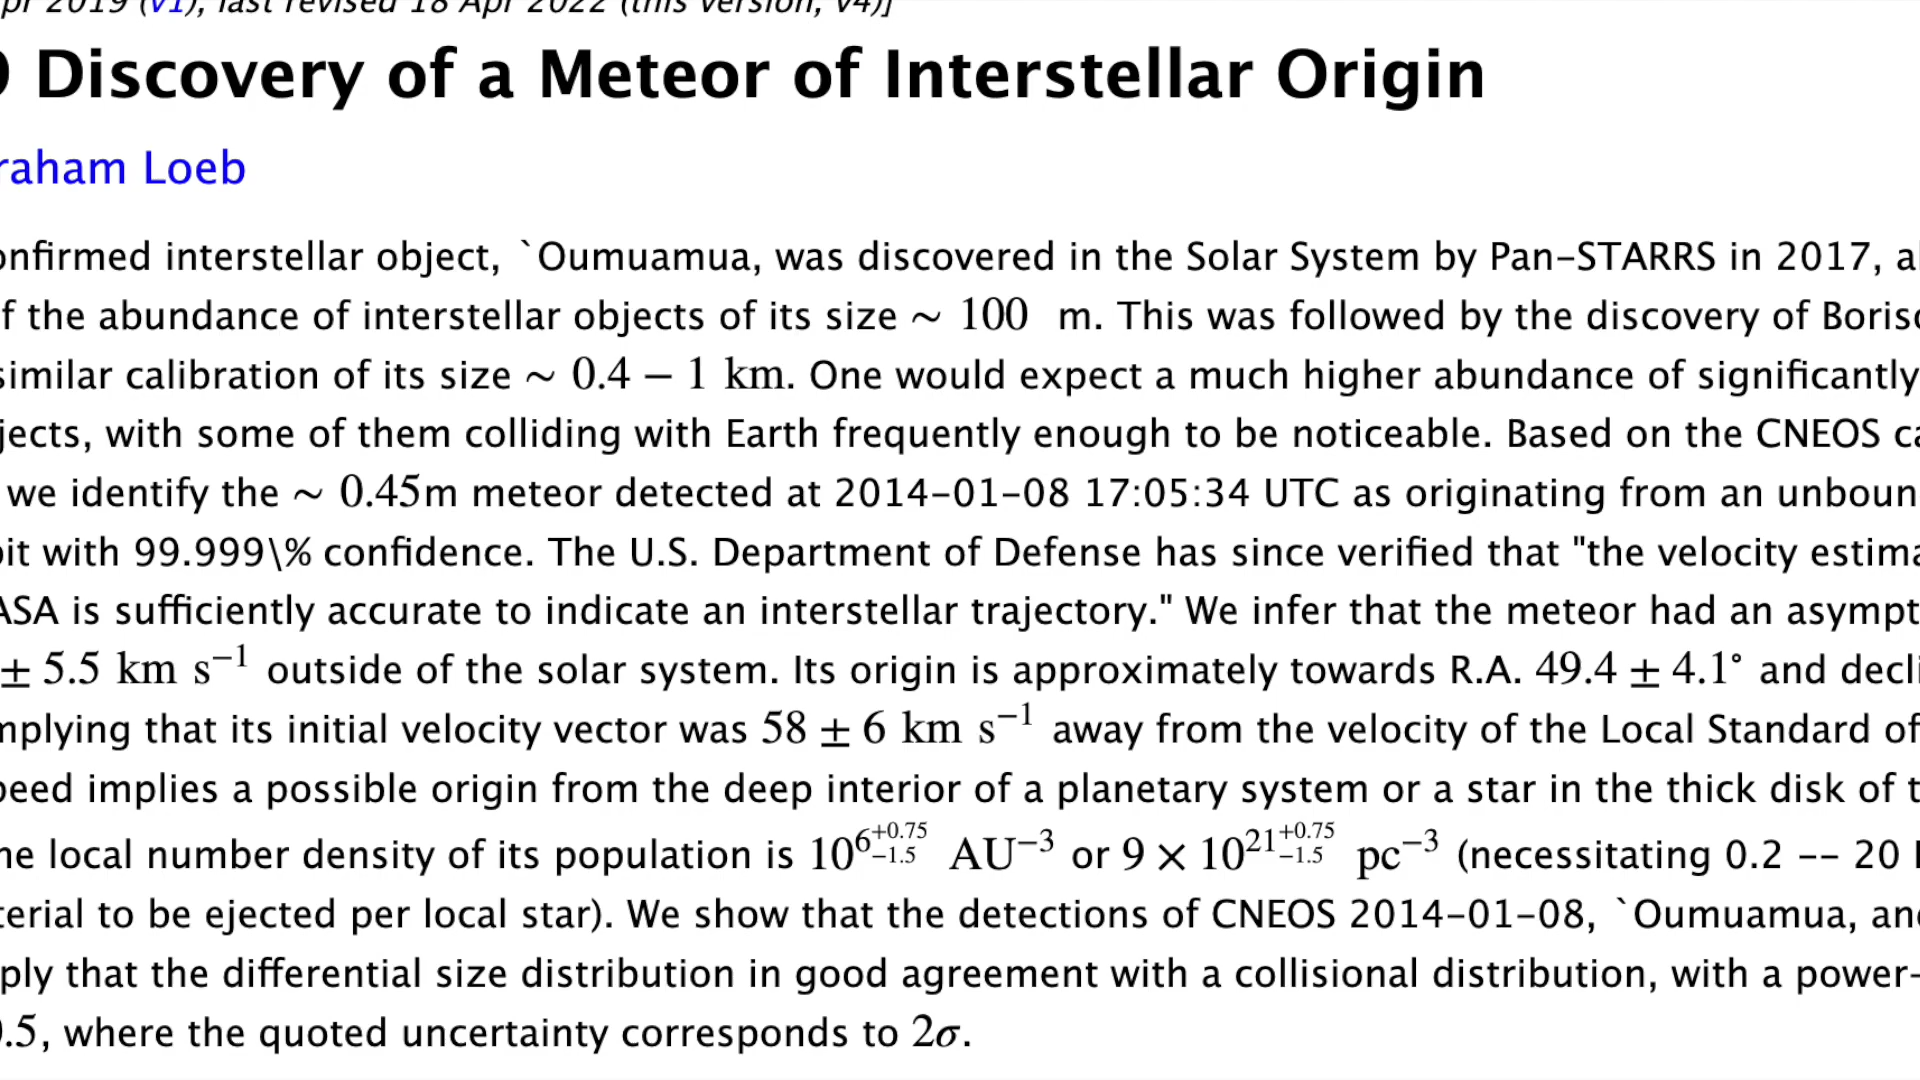 pr 2019 (v1), last revised 18 Apr 2022 (this version, v4)]
Discovery of a Meteor of Interstellar Origin
raham Loeb
onfirmed interstellar object, `Oumuamua, was discovered in the Solar System by Pan-STARRS in 2017, al
f the abundance of interstellar objects of its size ∼ 100 m. This was followed by the discovery of Boriso
similar calibration of its size ∼ 0.4 − 1 km. One would expect a much higher abundance of significantly
jects, with some of them colliding with Earth frequently enough to be noticeable. Based on the CNEOS ca
we identify the ∼ 0.45m meteor detected at 2014-01-08 17:05:34 UTC as originating from an unboun
bit with 99.999\% confidence. The U.S. Department of Defense has since verified that "the velocity estima
ASA is sufficiently accurate to indicate an interstellar trajectory." We infer that the meteor had an asympt
± 5.5 km s⁻¹ outside of the solar system. Its origin is approximately towards R.A. 49.4 ± 4.1° and decli
mplying that its initial velocity vector was 58 ± 6 km s⁻¹ away from the velocity of the Local Standard of
peed implies a possible origin from the deep interior of a planetary system or a star in the thick disk of t
he local number density of its population is 10^{6^{+0.75}_{-1.5}} AU⁻³ or 9 × 10^{21^{+0.75}_{-1.5}} pc⁻³ (necessitating 0.2 -- 20
terial to be ejected per local star). We show that the detections of CNEOS 2014-01-08, `Oumuamua, and
ply that the differential size distribution in good agreement with a collisional distribution, with a power-
0.5, where the quoted uncertainty corresponds to 2σ.